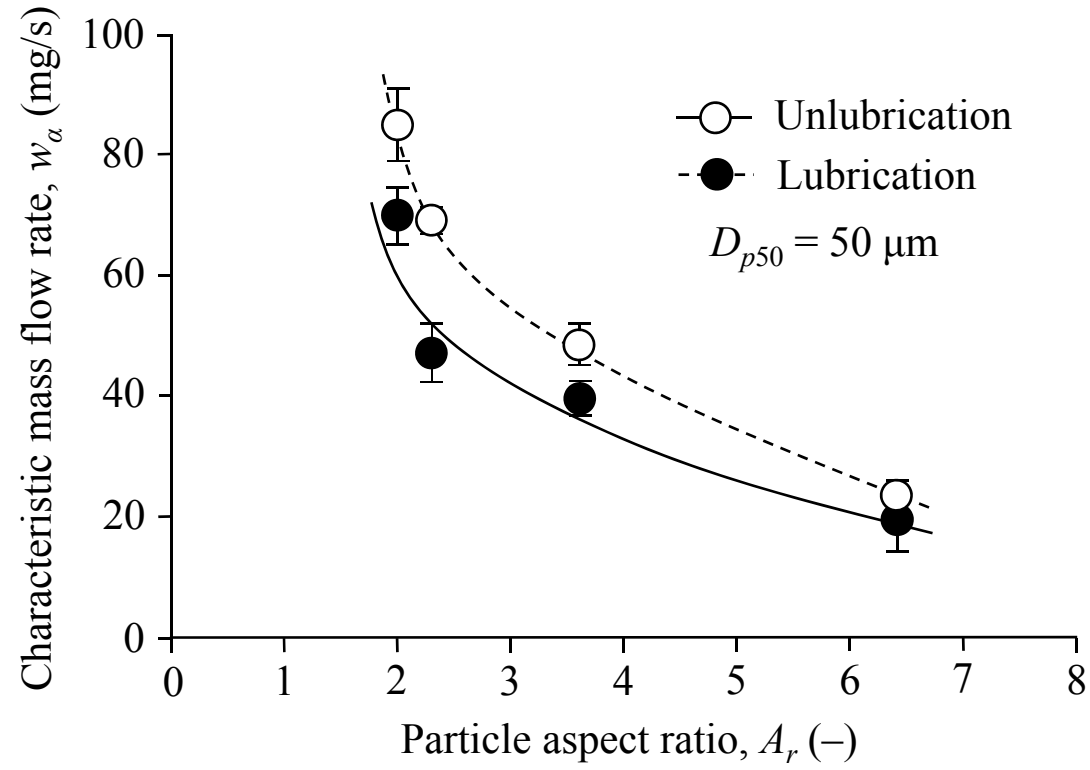 Characteristic mass flow rate, wα (mg/s)
100
80
60
40
20
0
Unlubrication
Lubrication
Dp50 = 50 μm
0 1 2 3 4 5 6 7 8
Particle aspect ratio, Ar (–)